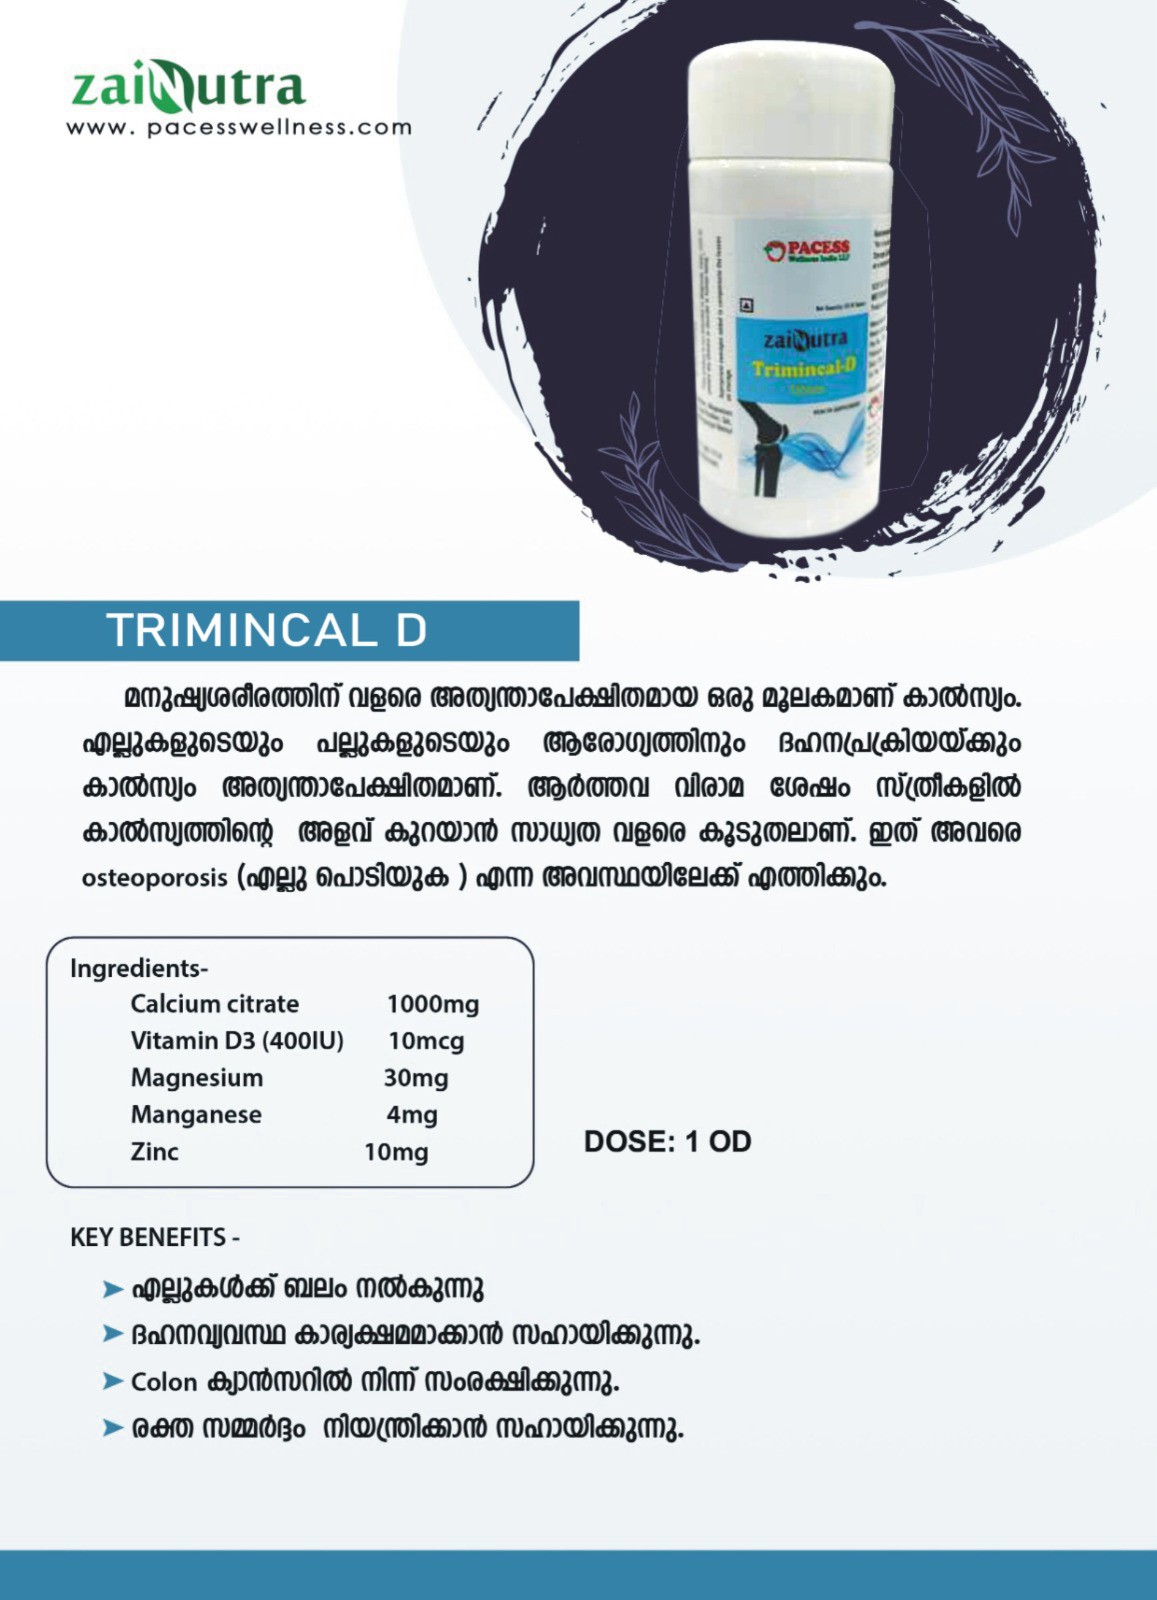 zaiNutra
www. pacesswellness.com
PACESS
Wellness India LLP
zaiNutra
Trimincal-D
Tablets
TRIMINCAL D
മനുഷ്യശരീരത്തിന് വളരെ അത്യന്താപേക്ഷിതമായ ഒരു മൂലകമാണ് കാൽസ്യം.
എല്ലുകളുടെയും പല്ലുകളുടെയും ആരോഗ്യത്തിനും ദഹനപ്രക്രിയയ്ക്കും
കാൽസ്യം അത്യന്താപേക്ഷിതമാണ്. ആർത്തവ വിരാമ ശേഷം സ്ത്രീകളിൽ
കാൽസ്യത്തിന്റെ അളവ് കുറയാൻ സാധ്യത വളരെ കൂടുതലാണ്. ഇത് അവരെ
osteoporosis (എല്ലു പൊടിയുക ) എന്ന അവസ്ഥയിലേക്ക് എത്തിക്കും.
Ingredients-
Calcium citrate 1000mg
Vitamin D3 (400IU) 10mcg
Magnesium 30mg
Manganese 4mg
Zinc 10mg
DOSE: 1 OD
KEY BENEFITS -
➤ എല്ലുകൾക്ക് ബലം നൽകുന്നു
➤ ദഹനവ്യവസ്ഥ കാര്യക്ഷമമാക്കാൻ സഹായിക്കുന്നു.
➤ Colon ക്യാൻസറിൽ നിന്ന് സംരക്ഷിക്കുന്നു.
➤ രക്ത സമ്മർദ്ദം നിയന്ത്രിക്കാൻ സഹായിക്കുന്നു.